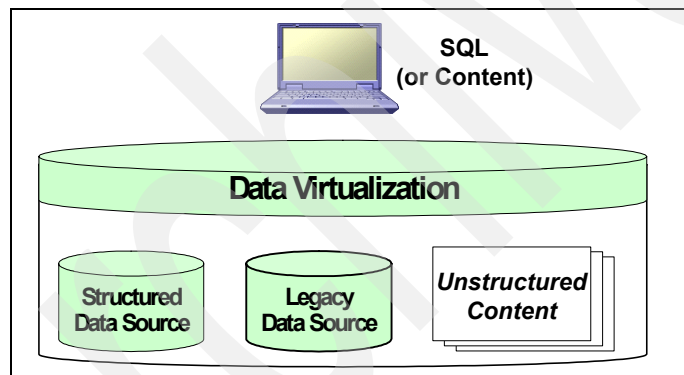 SQL
(or Content)
Data Virtualization
Structured
Data Source
Legacy
Data Source
Unstructured
Content